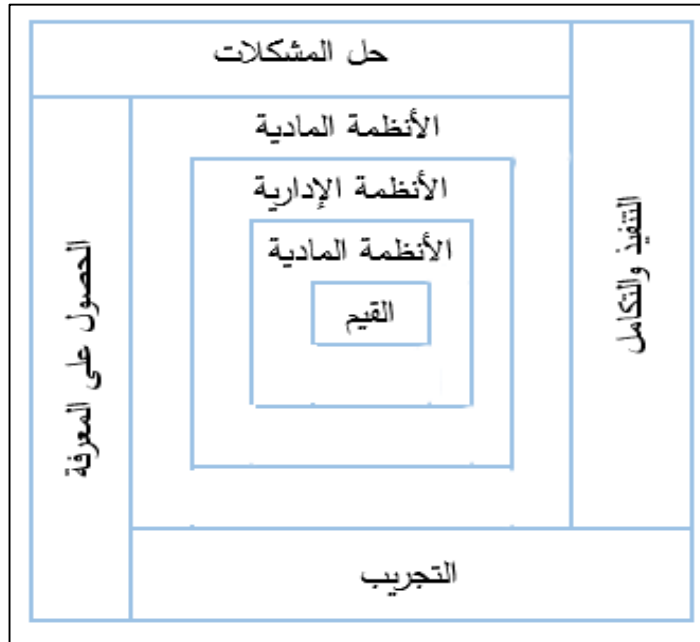 حل المشكلات
الأنظمة المادية
الأنظمة الإدارية
الأنظمة المادية
القيم
التنفيذ والتكامل
الحصول على المعرفة
التجريب